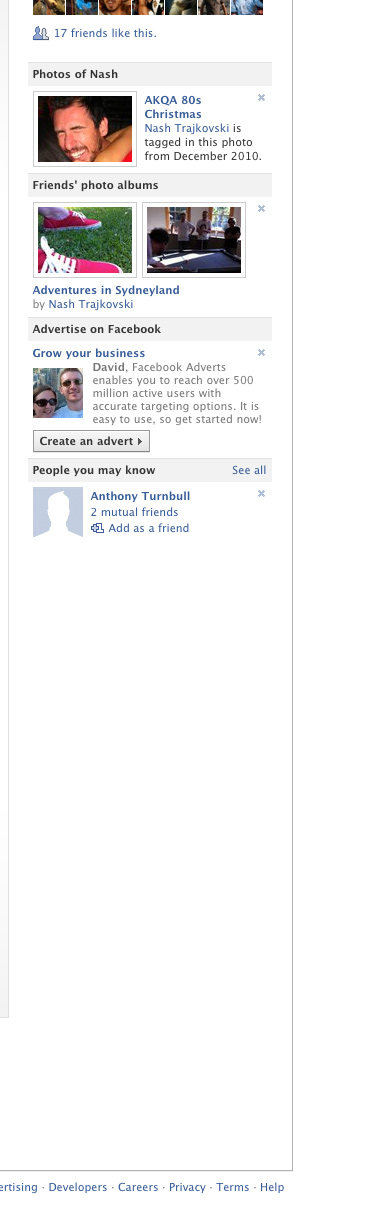 17 friends like this.
Photos of Nash
AKQA 80s
Christmas
Nash Trajkovski is
tagged in this photo
from December 2010.
Friends' photo albums
Adventures in Sydneyland
by Nash Trajkovski
Advertise on Facebook
Grow your business
David, Facebook Adverts
enables you to reach over 500
million active users with
accurate targeting options. It is
easy to use, so get started now!
Create an advert
People you may know See all
Anthony Turnbull
2 mutual friends
Add as a friend
ertising · Developers · Careers · Privacy · Terms · Help